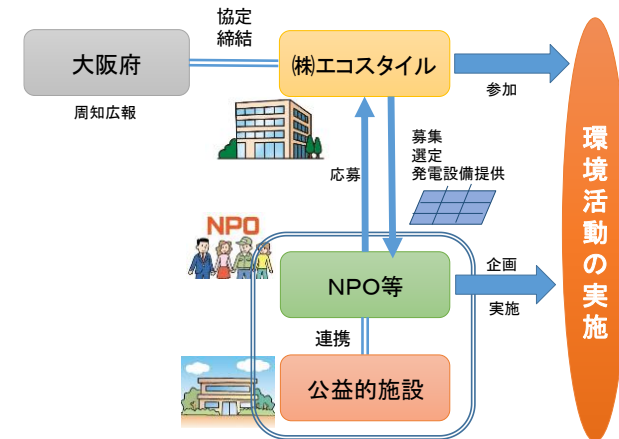 協定
締結
大阪府
㈱エコスタイル
周知広報
参加
募集
選定
発電設備提供
応募
NPO
NPO等
企画
実施
連携
公益的施設
環境活動の実施